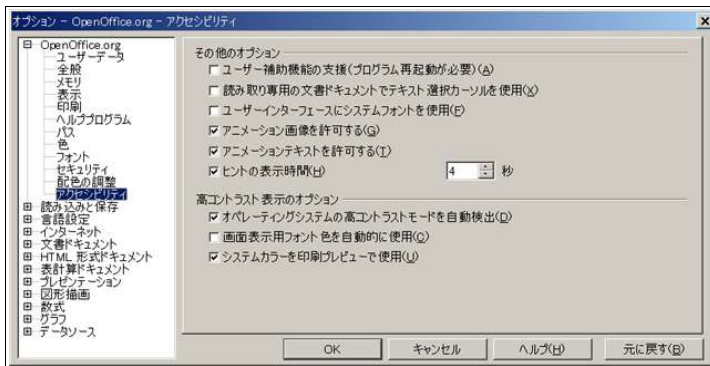 オプション - OpenOffice.org - アクセシビリティ
OpenOffice.org
ユーザーデータ
全般
メモリ
表示
印刷
ヘルププログラム
パス
色
フォント
セキュリティ
配色の調整
アクセシビリティ
読み込みと保存
言語設定
インターネット
文書ドキュメント
HTML 形式ドキュメント
表計算ドキュメント
プレゼンテーション
図形描画
数式
グラフ
データソース
その他のオプション
ユーザー補助機能の支援(プログラム再起動が必要)(A)
読み取り専用の文書ドキュメントでテキスト選択カーソルを使用(X)
ユーザーインターフェースにシステムフォントを使用(F)
アニメーション画像を許可する(G)
アニメーションテキストを許可する(T)
ヒントの表示時間(H) 4 秒
高コントラスト表示のオプション
オペレーティングシステムの高コントラストモードを自動検出(D)
画面表示用フォント色を自動的に使用(C)
システムカラーを印刷プレビューで使用(U)
OK キャンセル ヘルプ(H) 元に戻す(B)